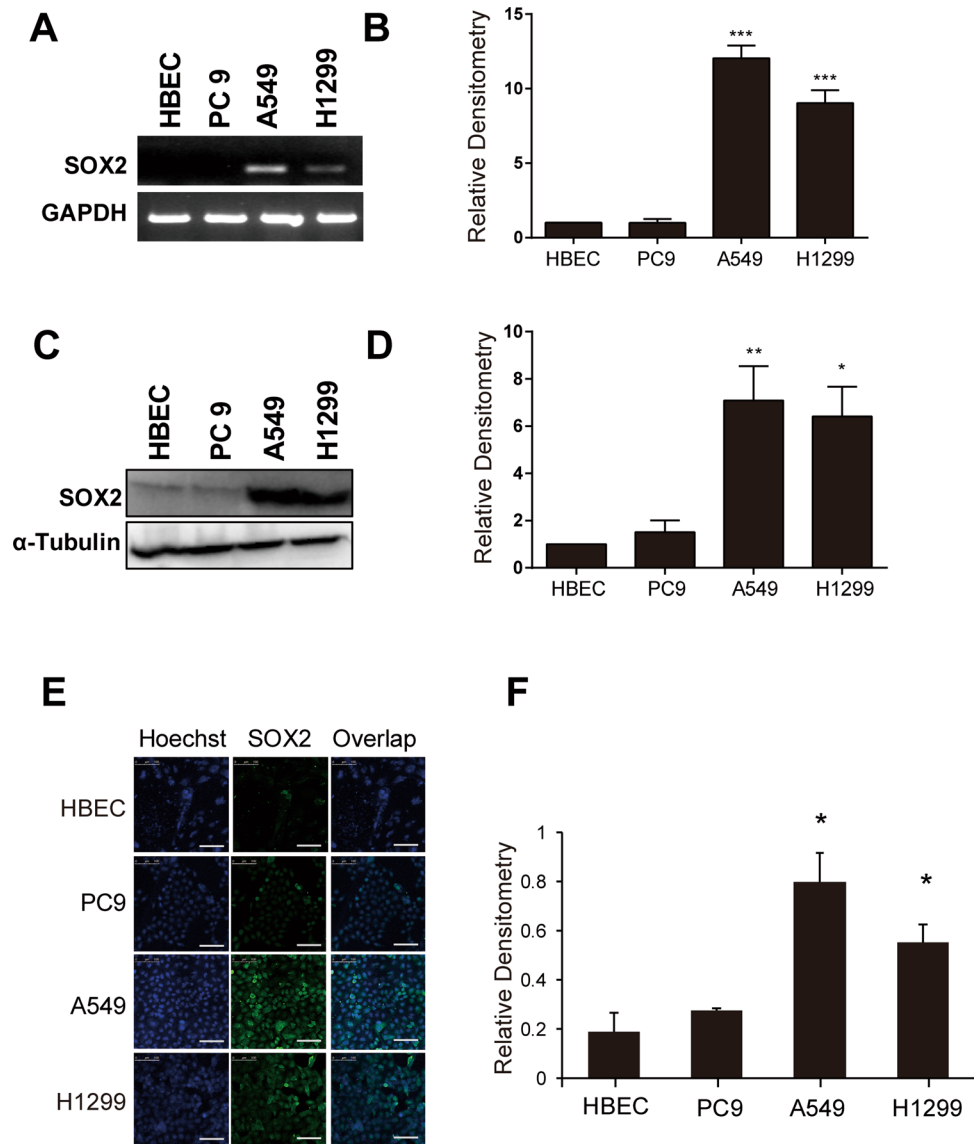 A
HBEC
PC 9
A549
H1299
SOX2
GAPDH
B
Relative Densitometry
15
10
5
0
***
***
HBEC PC9 A549 H1299
C
HBEC
PC 9
A549
H1299
SOX2
α-Tubulin
D
Relative Densitometry
10
8
6
4
2
0
**
*
HBEC PC9 A549 H1299
E
Hoechst SOX2 Overlap
HBEC
PC9
A549
H1299
F
Relative Densitometry
1
0.8
0.6
0.4
0.2
0
*
*
HBEC PC9 A549 H1299